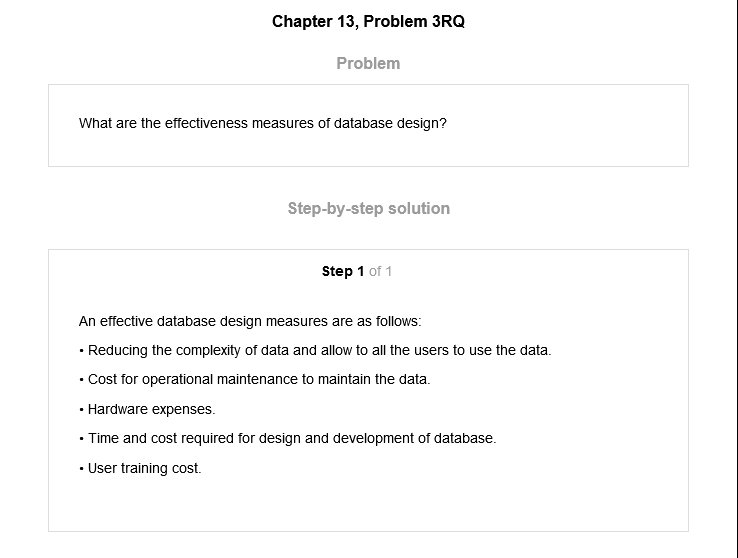 Chapter 13, Problem 3RQ
Problem
What are the effectiveness measures of database design?
Step-by-step solution
Step 1 of 1
An effective database design measures are as follows:
• Reducing the complexity of data and allow to all the users to use the data.
• Cost for operational maintenance to maintain the data.
• Hardware expenses.
• Time and cost required for design and development of database.
• User training cost.